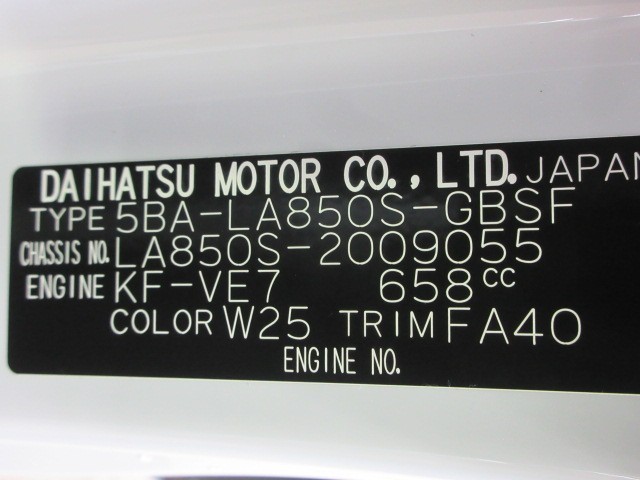 DAIHATSU MOTOR CO., LTD. JAPAN
TYPE 5BA-LA850S-GBSF
CHASSIS NO. LA850S-2009055
ENGINE KF-VE7 658cc
COLOR W25 TRIM FA40
ENGINE NO.